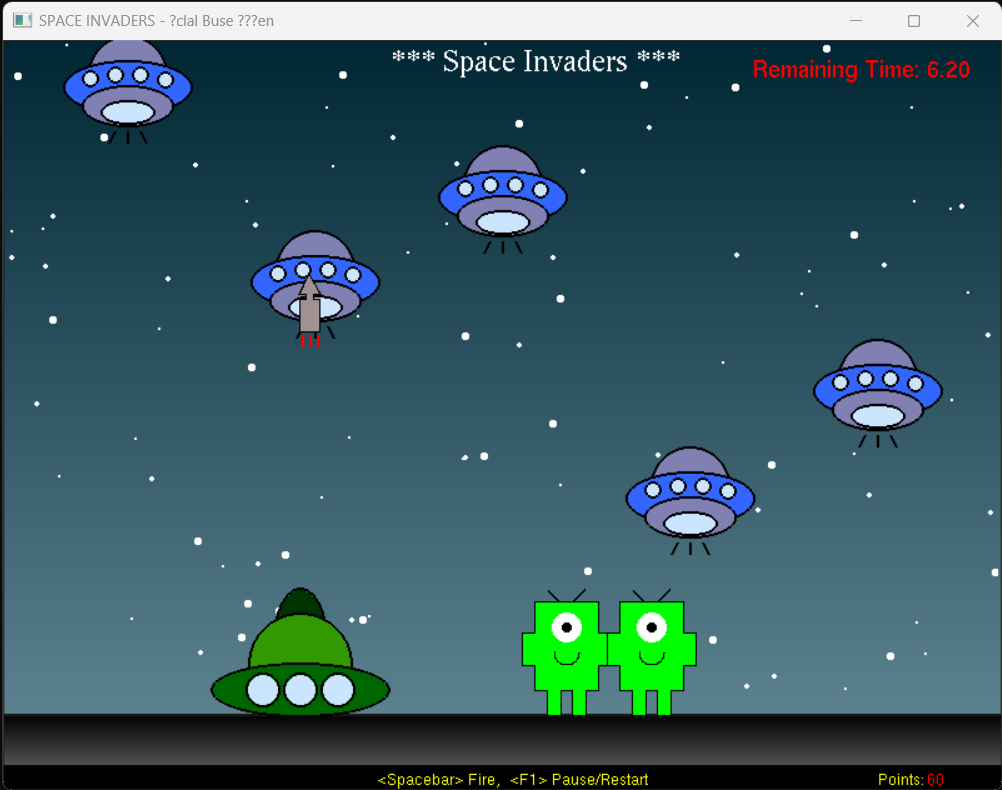 SPACE INVADERS - ?clal Buse ???en
*** Space Invaders ***
Remaining Time: 6.20
<Spacebar> Fire, <F1> Pause/Restart
Points: 60